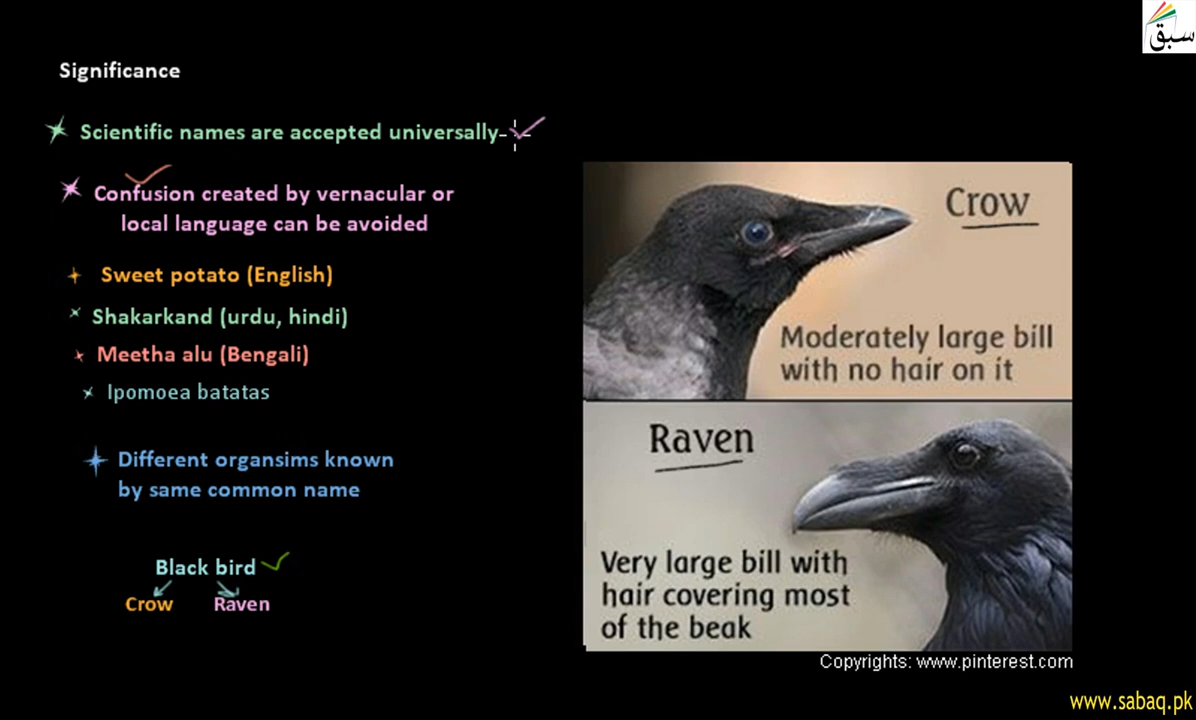 سبق
Significance
Scientific names are accepted universally-
Confusion created by vernacular or
local language can be avoided
Sweet potato (English)
Shakarkand (urdu, hindi)
Meetha alu (Bengali)
Ipomoea batatas
Different organsims known
by same common name
Black bird
Crow Raven
Crow
Moderately large bill
with no hair on it
Raven
Very large bill with
hair covering most
of the beak
Copyrights: www.pinterest.com
www.sabaq.pk